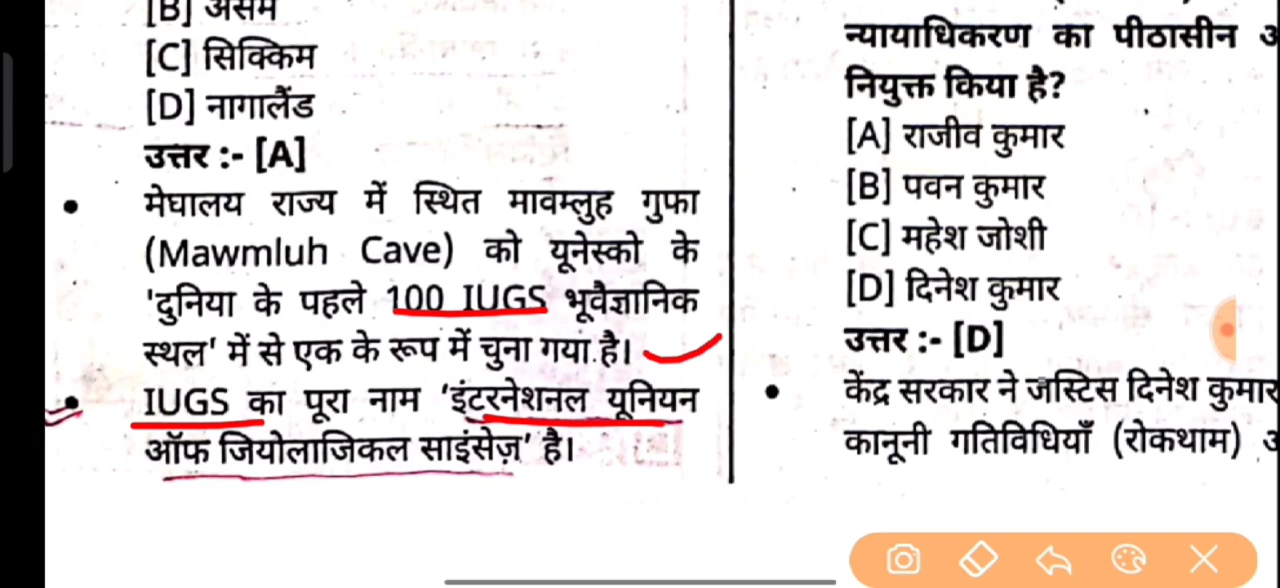 [B] असम
[C] सिक्किम
[D] नागालैंड
उत्तर :- [A]
• मेघालय राज्य में स्थित मावम्लुह गुफा
(Mawmluh Cave) को यूनेस्को के
'दुनिया के पहले 100 IUGS भूवैज्ञानिक
स्थल' में से एक के रूप में चुना गया है।
• IUGS का पूरा नाम 'इंटरनेशनल यूनियन
ऑफ जियोलाजिकल साइंसेज़' है।
न्यायाधिकरण का पीठासीन
नियुक्त किया है?
[A] राजीव कुमार
[B] पवन कुमार
[C] महेश जोशी
[D] दिनेश कुमार
उत्तर :- [D]
• केंद्र सरकार ने जस्टिस दिनेश कुमार
कानूनी गतिविधियाँ (रोकथाम)